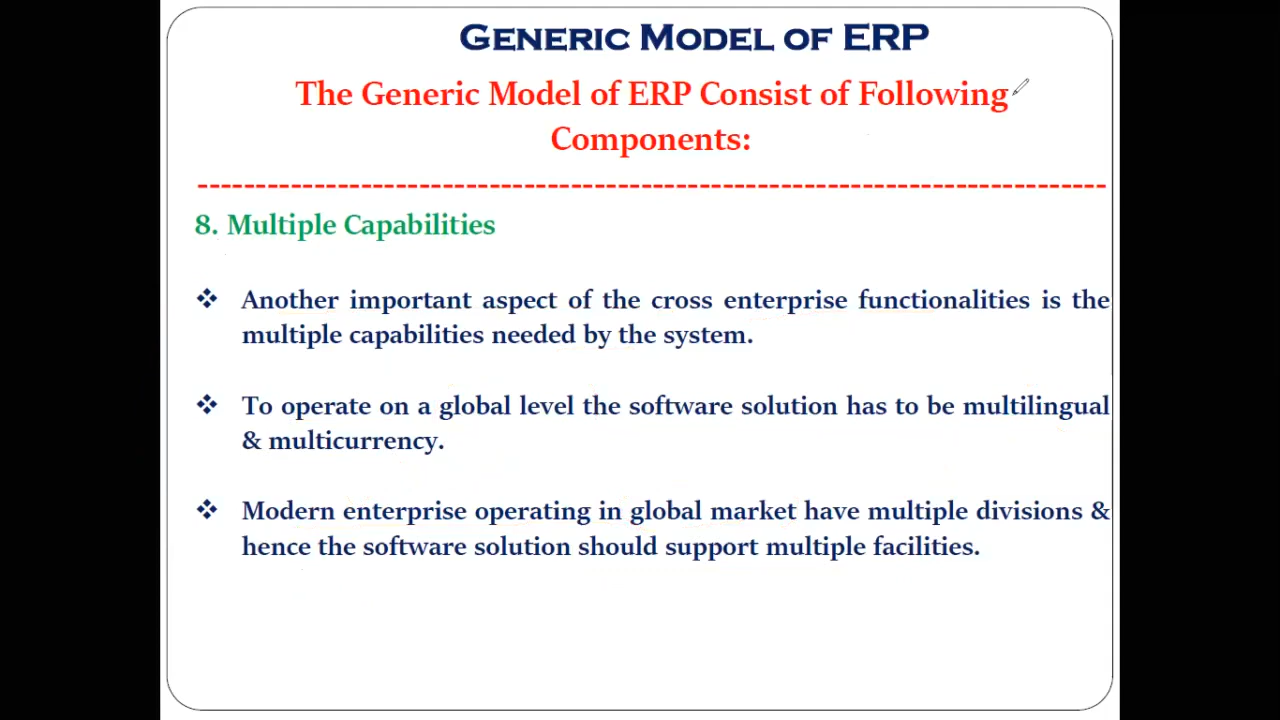 GENERIC MODEL OF ERP
The Generic Model of ERP Consist of Following
Components:
8. Multiple Capabilities
❖ Another important aspect of the cross enterprise functionalities is the
multiple capabilities needed by the system.
❖ To operate on a global level the software solution has to be multilingual
& multicurrency.
❖ Modern enterprise operating in global market have multiple divisions &
hence the software solution should support multiple facilities.